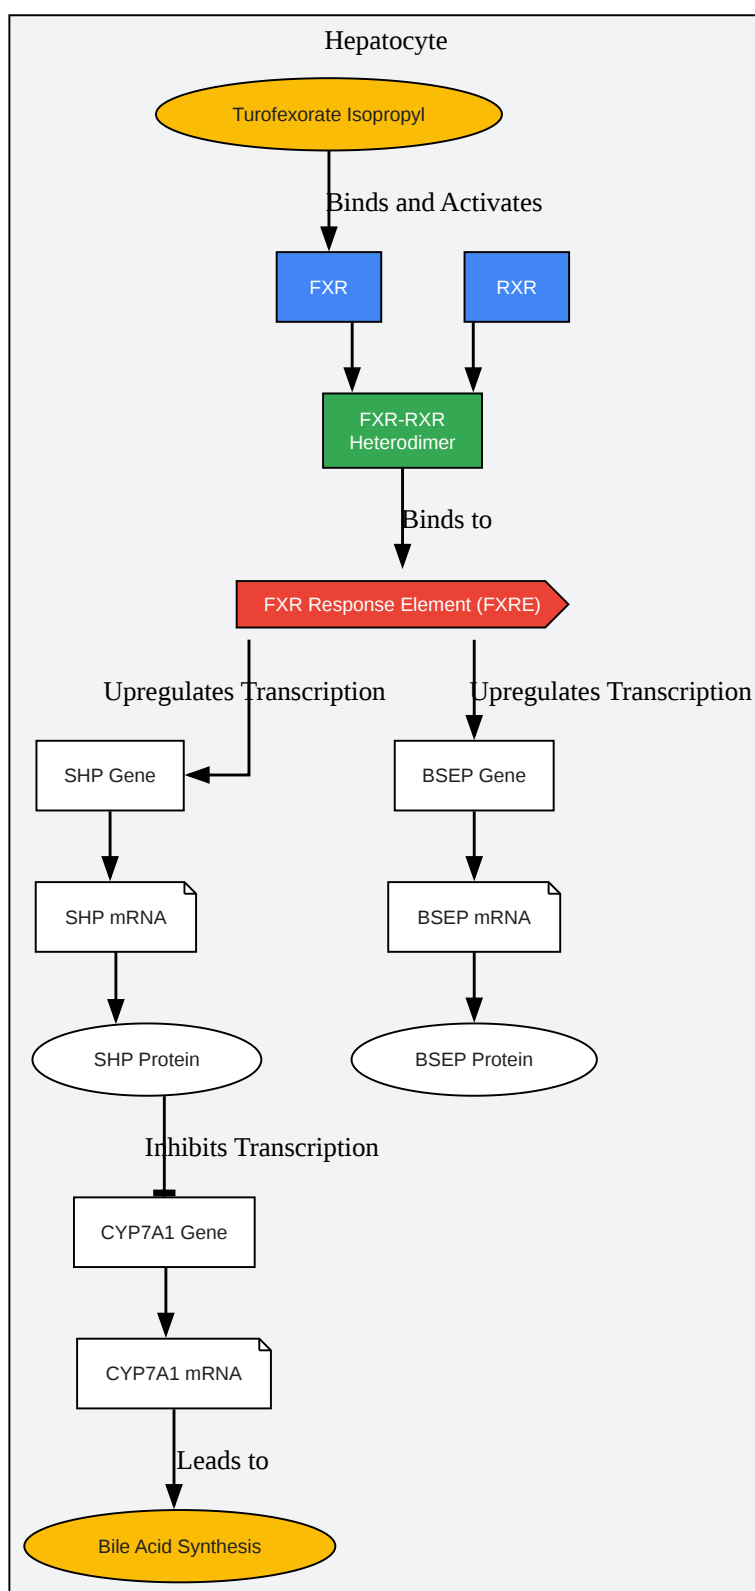 Hepatocyte
Turofexorate Isopropyl
Binds and Activates
FXR
RXR
FXR-RXR
Heterodimer
Binds to
FXR Response Element (FXRE)
Upregulates Transcription
Upregulates Transcription
SHP Gene
BSEP Gene
SHP mRNA
BSEP mRNA
SHP Protein
BSEP Protein
Inhibits Transcription
CYP7A1 Gene
CYP7A1 mRNA
Leads to
Bile Acid Synthesis